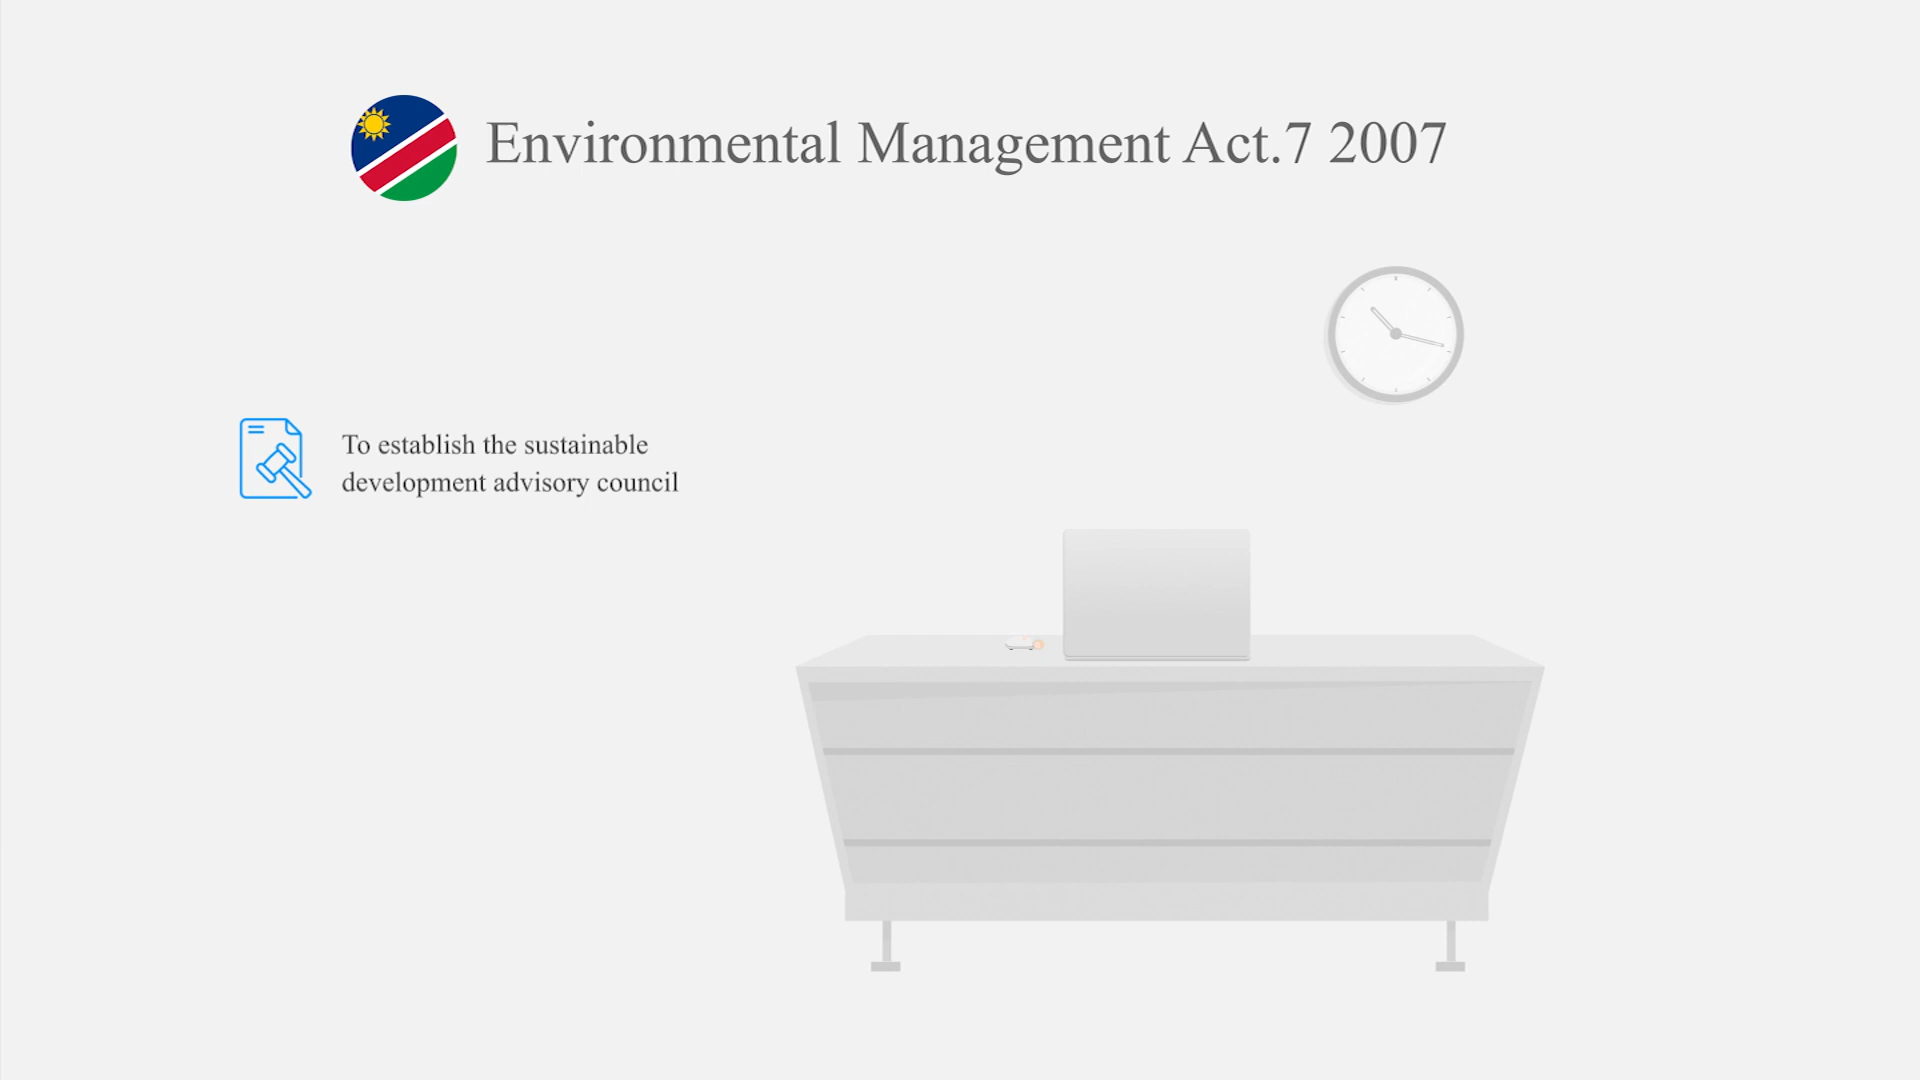 Environmental Management Act.7 2007
To establish the sustainable
development advisory council